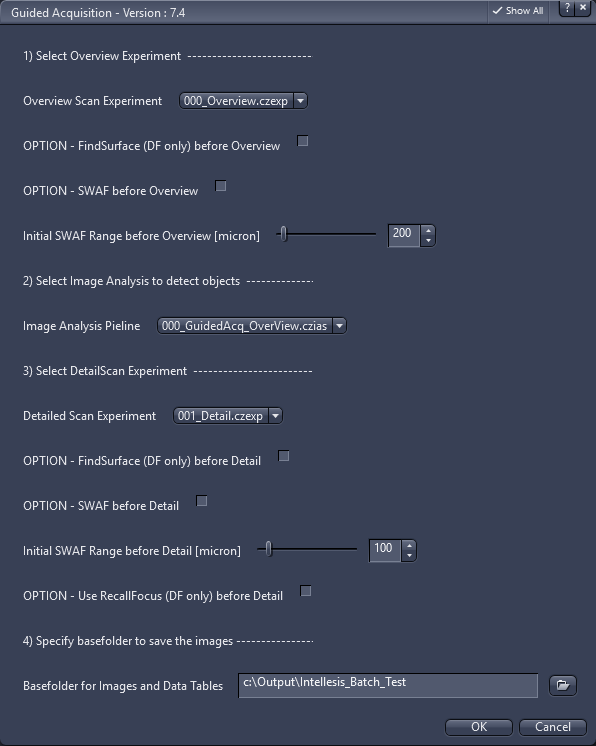 Guided Acquisition - Version : 7.4
Show All
?
1) Select Overview Experiment --------------------------
Overview Scan Experiment 000_Overview.czexp
OPTION - FindSurface (DF only) before Overview
OPTION - SWAF before Overview
Initial SWAF Range before Overview [micron] 200
2) Select Image Analysis to detect objects --------------
Image Analysis Pieline 000_GuidedAcq_OverView.czias
3) Select DetailScan Experiment -------------------------
Detailed Scan Experiment 001_Detail.czexp
OPTION - FindSurface (DF only) before Detail
OPTION - SWAF before Detail
Initial SWAF Range before Detail [micron] 100
OPTION - Use RecallFocus (DF only) before Detail
4) Specify basefolder to save the images ----------------
Basefolder for Images and Data Tables c:\Output\Intellesis_Batch_Test
OK Cancel